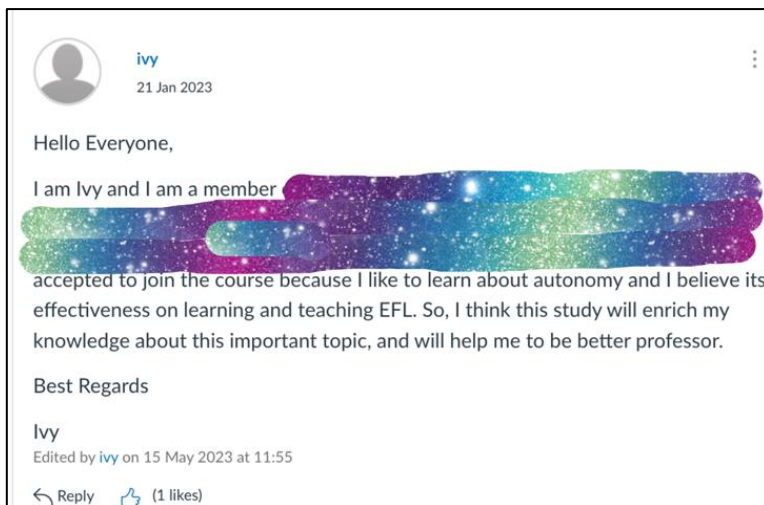 ivy
21 Jan 2023
Hello Everyone,
I am Ivy and I am a member
accepted to join the course because I like to learn about autonomy and I believe its
effectiveness on learning and teaching EFL. So, I think this study will enrich my
knowledge about this important topic, and will help me to be better professor.
Best Regards
Ivy
Edited by ivy on 15 May 2023 at 11:55
Reply (1 likes)